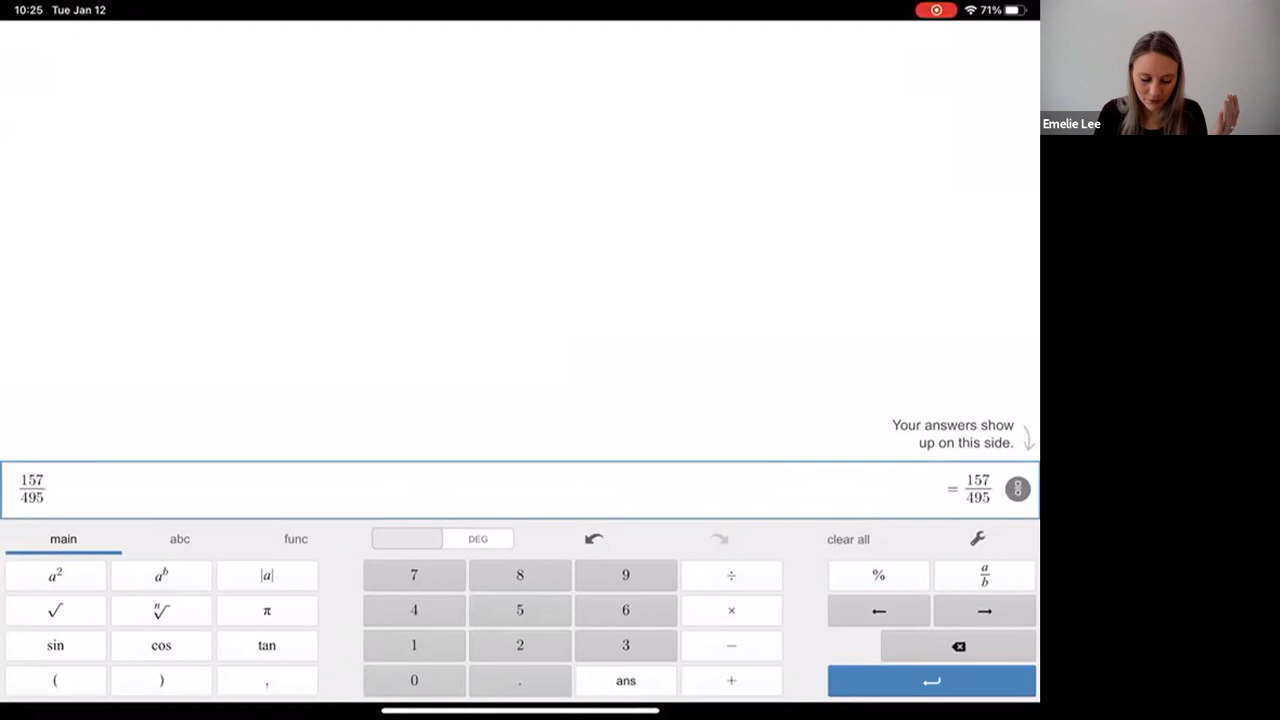 10:25 Tue Jan 12
71%
Emelie Lee
Your answers show
up on this side.
157
495
= 157
495
main abc func DEG clear all
a² aᵇ |a| 7 8 9 ÷ % a/b
√ ⁿ√ π 4 5 6 × ← →
sin cos tan 1 2 3 −
( ) , 0 . ans +